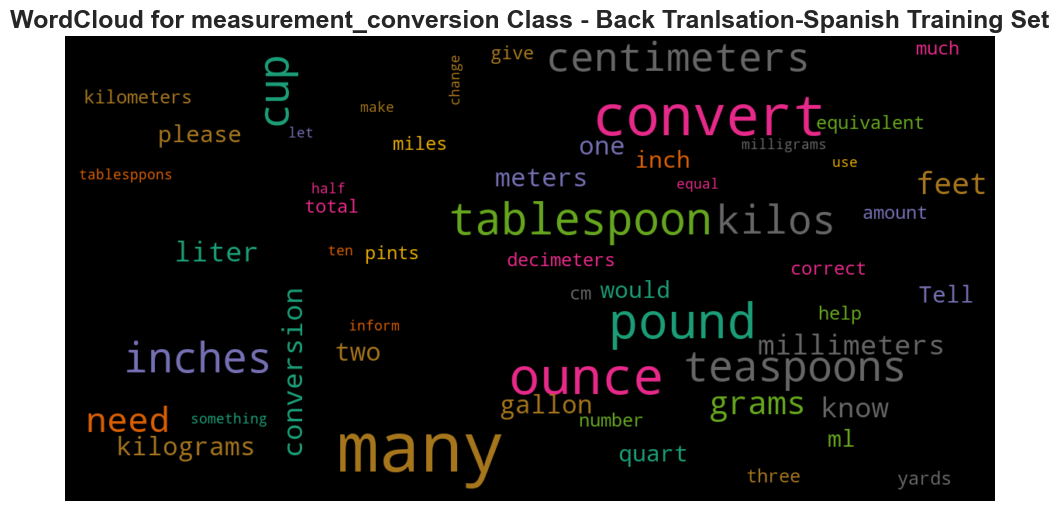 WordCloud for measurement_conversion Class - Back Tranlsation-Spanish Training Set
give
centimeters
much
cup
change
kilometers
make
convert
equivalent
please
let
miles
one
milligrams
inch
use
tablesppons
half
meters
equal
feet
total
tablespoon
kilos
amount
liter
ten
pints
decimeters
correct
cm
would
Tell
conversion
inform
pound
help
inches
two
millimeters
ounce
teaspoons
need
something
gallon
grams
know
kilograms
many
number
ml
quart
three
yards